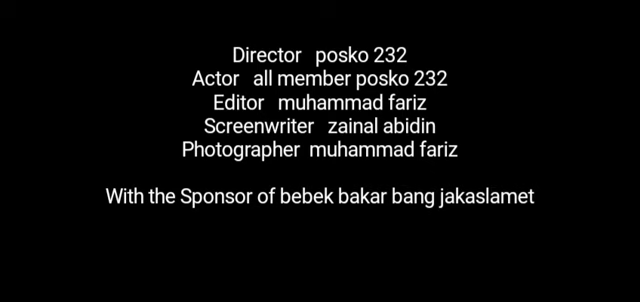 Director posko 232
Actor all member posko 232
Editor muhammad fariz
Screenwriter zainal abidin
Photographer muhammad fariz
With the Sponsor of bebek bakar bang jakaslamet